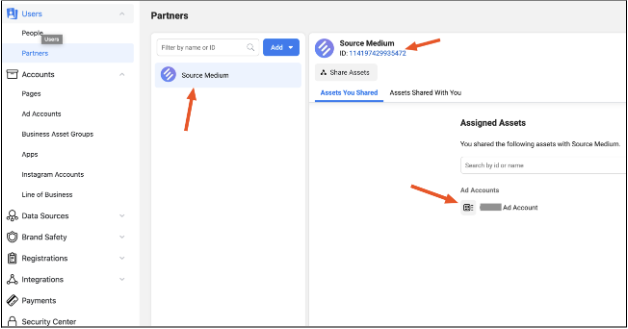 Users
People
Users
Partners
Accounts
Pages
Ad Accounts
Business Asset Groups
Apps
Instagram Accounts
Line of Business
Data Sources
Brand Safety
Registrations
Integrations
Payments
Security Center
Partners
Filter by name or ID
Add
Source Medium
Source Medium
ID: 114197429935472
Share Assets
Assets You Shared
Assets Shared With You
Assigned Assets
You shared the following assets with Source Medium.
Search by id or name
Ad Accounts
Ad Account